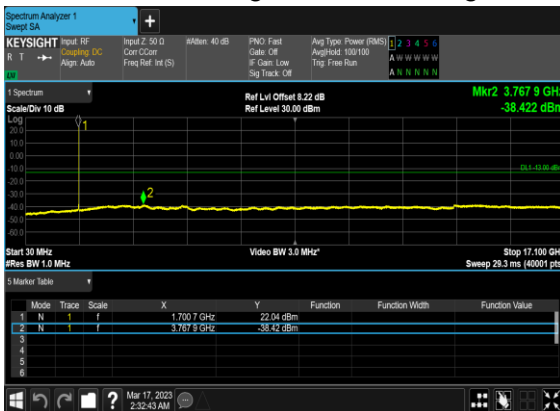 Spectrum Analyzer 1
Swept SA
KEYSIGHT Input: RF Input Z: 50 Ω #Atten: 40 dB PNO: Fast Avg Type: Power (RMS) 1 2 3 4 5 6
R T Coupling: DC Corr CCorr Gate: Off Avg|Hold: 100/100 A W W W W W
Align: Auto Freq Ref: Int (S) IF Gain: Low Trig: Free Run
LV Sig Track: Off A N N N N N
1 Spectrum Ref Lvl Offset 8.22 dB Mkr2 3.767 9 GHz
Scale/Div 10 dB Ref Level 30.00 dBm -38.422 dBm
Log
20.0 1
10.0
0.00
-10.0 DL1 -13.00 dBm
-20.0
-30.0 2
-40.0
-50.0
-60.0
Start 30 MHz Video BW 3.0 MHz* Stop 17.100 GH
#Res BW 1.0 MHz Sweep 29.3 ms (40001 pts
5 Marker Table
Mode Trace Scale X Y Function Function Width Function Value
1 N 1 f 1.700 7 GHz 22.04 dBm
2 N 1 f 3.767 9 GHz -38.42 dBm
3
4
5
6
? Mar 17, 2023
2:32:43 AM